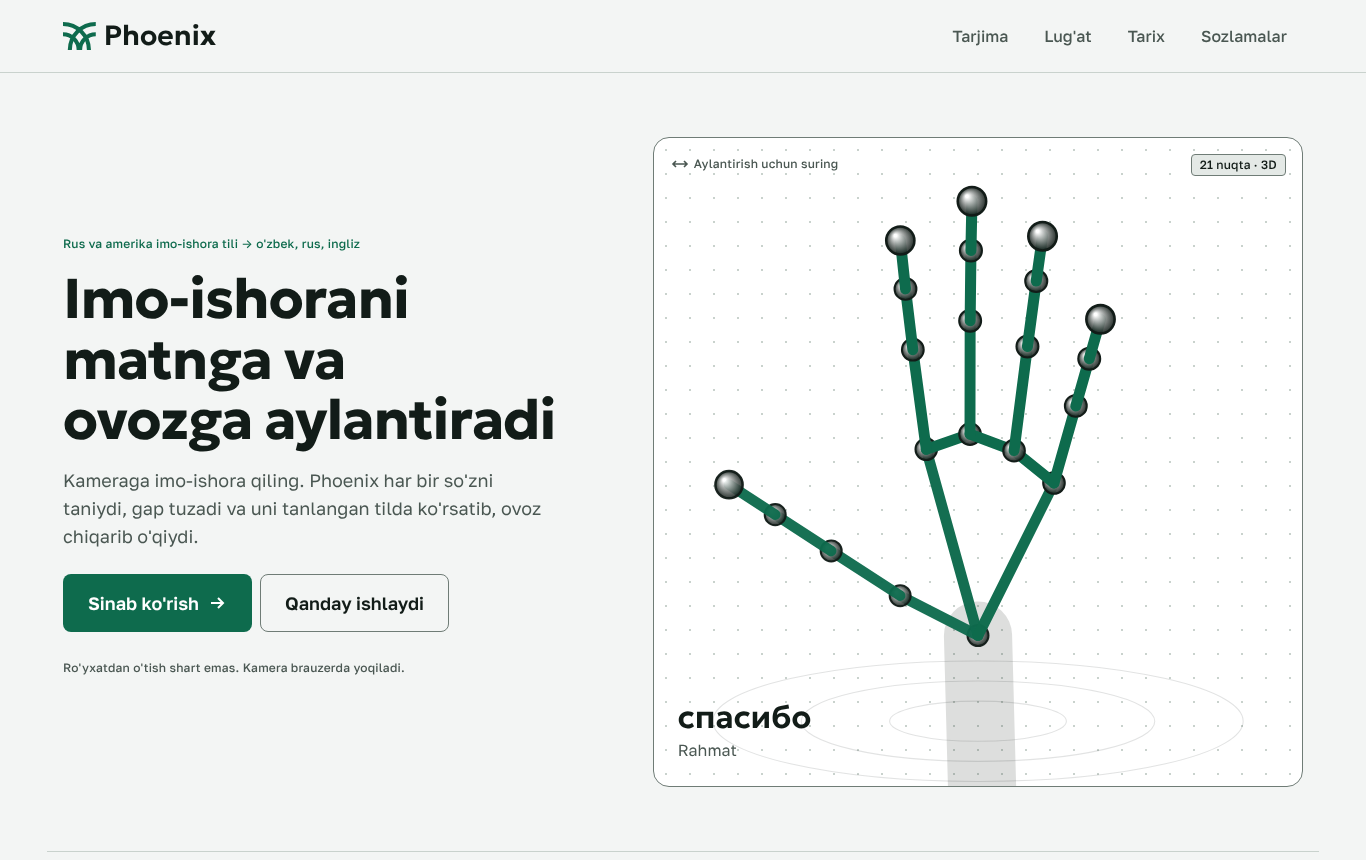 Phoenix
Tarjima
Lug'at
Tarix
Sozlamalar
Rus va amerika imo-ishora tili → o'zbek, rus, ingliz
Imo-ishorani
matnga va
ovozga aylantiradi
Kameraga imo-ishora qiling. Phoenix har bir so'zni
taniydi, gap tuzadi va uni tanlangan tilda ko'rsatib, ovoz
chiqarib o'qiydi.
Sinab ko'rish →
Qanday ishlaydi
Ro'yxatdan o'tish shart emas. Kamera brauzerda yoqiladi.
Aylantirish uchun suring
21 nuqta · 3D
спасибо
Rahmat